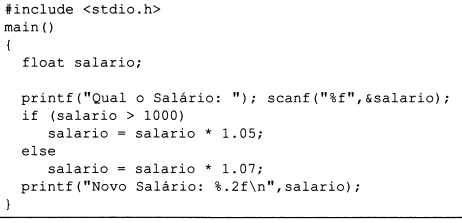 #include <stdio.h>
main()
{
  float salario;

  printf("Qual o Salário: "); scanf("%f",&salario);
  if (salario > 1000)
     salario = salario * 1.05;
  else
     salario = salario * 1.07;
  printf("Novo Salário: %.2f\n",salario);
}